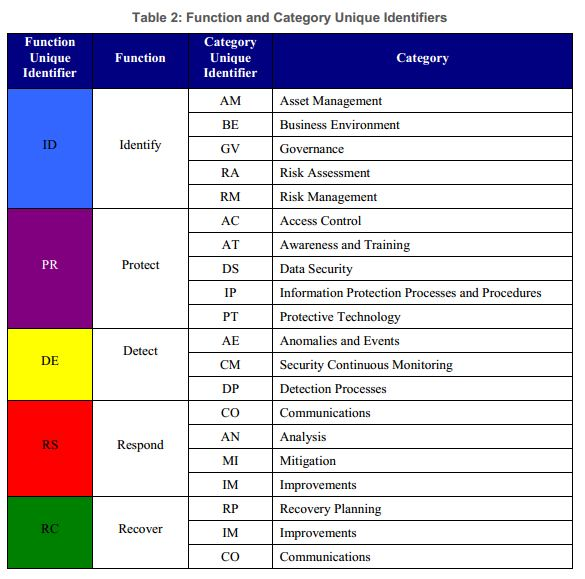 Table 2: Function and Category Unique Identifiers
Function Unique Identifier Function Category Unique Identifier Category
ID Identify AM Asset Management
BE Business Environment
GV Governance
RA Risk Assessment
RM Risk Management
PR Protect AC Access Control
AT Awareness and Training
DS Data Security
IP Information Protection Processes and Procedures
PT Protective Technology
DE Detect AE Anomalies and Events
CM Security Continuous Monitoring
DP Detection Processes
RS Respond CO Communications
AN Analysis
MI Mitigation
IM Improvements
RC Recover RP Recovery Planning
IM Improvements
CO Communications